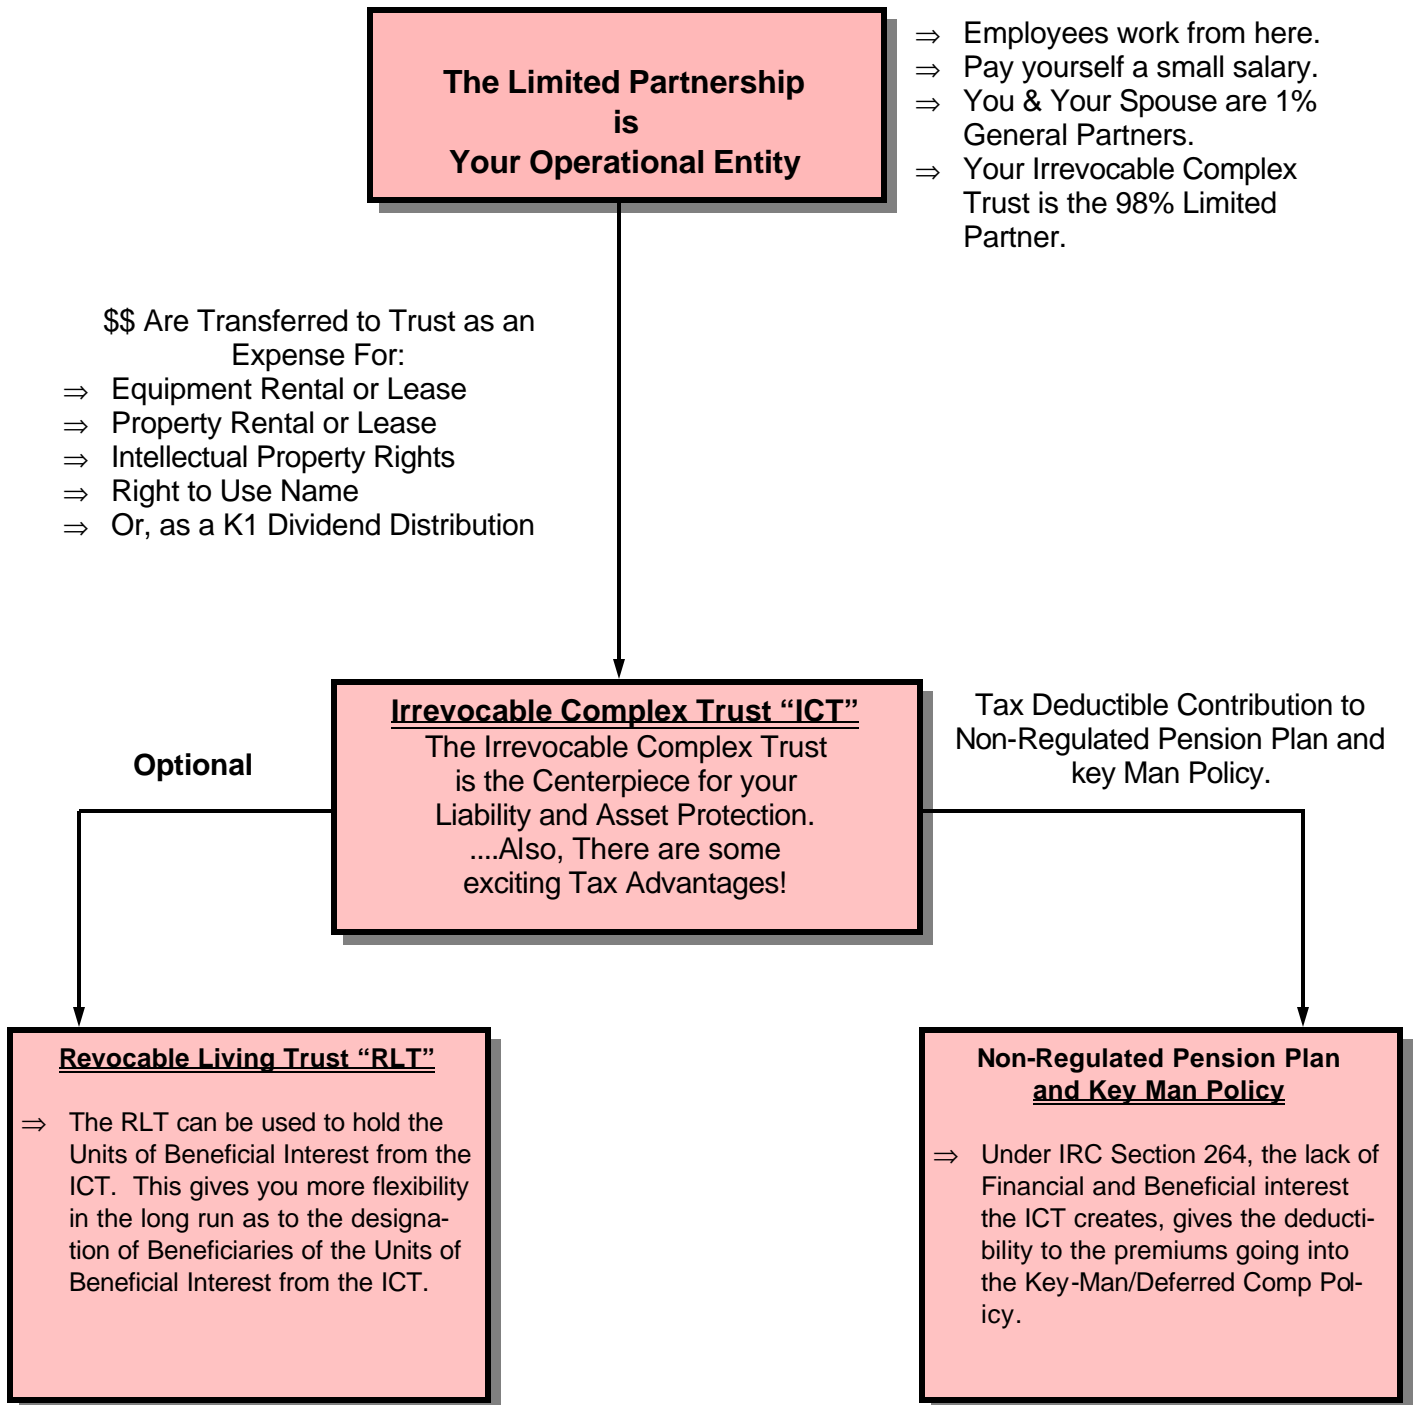 The Limited Partnership
is
Your Operational Entity
⇒ Employees work from here.
⇒ Pay yourself a small salary.
⇒ You & Your Spouse are 1%
General Partners.
⇒ Your Irrevocable Complex
Trust is the 98% Limited
Partner.
$$ Are Transferred to Trust as an
Expense For:
⇒ Equipment Rental or Lease
⇒ Property Rental or Lease
⇒ Intellectual Property Rights
⇒ Right to Use Name
⇒ Or, as a K1 Dividend Distribution
Irrevocable Complex Trust “ICT”
The Irrevocable Complex Trust
is the Centerpiece for your
Liability and Asset Protection.
....Also, There are some
exciting Tax Advantages!
Optional
Tax Deductible Contribution to
Non-Regulated Pension Plan and
key Man Policy.
Revocable Living Trust “RLT”
⇒ The RLT can be used to hold the
Units of Beneficial Interest from the
ICT. This gives you more flexibility
in the long run as to the designa-
tion of Beneficiaries of the Units of
Beneficial Interest from the ICT.
Non-Regulated Pension Plan
and Key Man Policy
⇒ Under IRC Section 264, the lack of
Financial and Beneficial interest
the ICT creates, gives the deducti-
bility to the premiums going into
the Key-Man/Deferred Comp Pol-
icy.